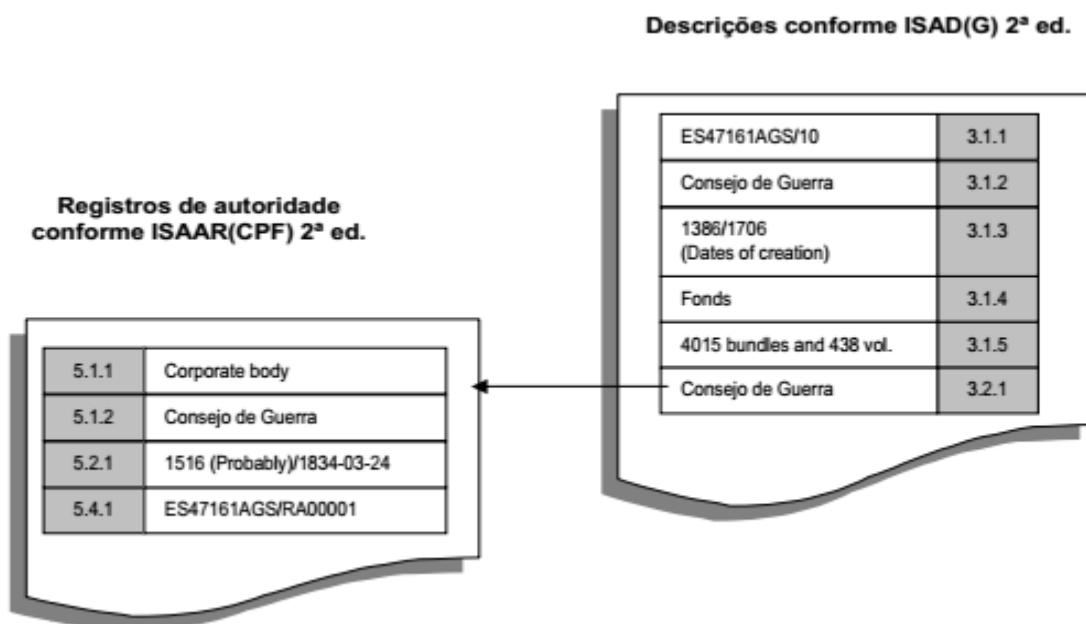 Descrições conforme ISAD(G) 2ª ed.
ES47161AGS/10 3.1.1
Consejo de Guerra 3.1.2
1386/1706 3.1.3
(Dates of creation)
Fonds 3.1.4
4015 bundles and 438 vol. 3.1.5
Consejo de Guerra 3.2.1
Registros de autoridade
conforme ISAAR(CPF) 2ª ed.
5.1.1 Corporate body
5.1.2 Consejo de Guerra
5.2.1 1516 (Probably)/1834-03-24
5.4.1 ES47161AGS/RA00001